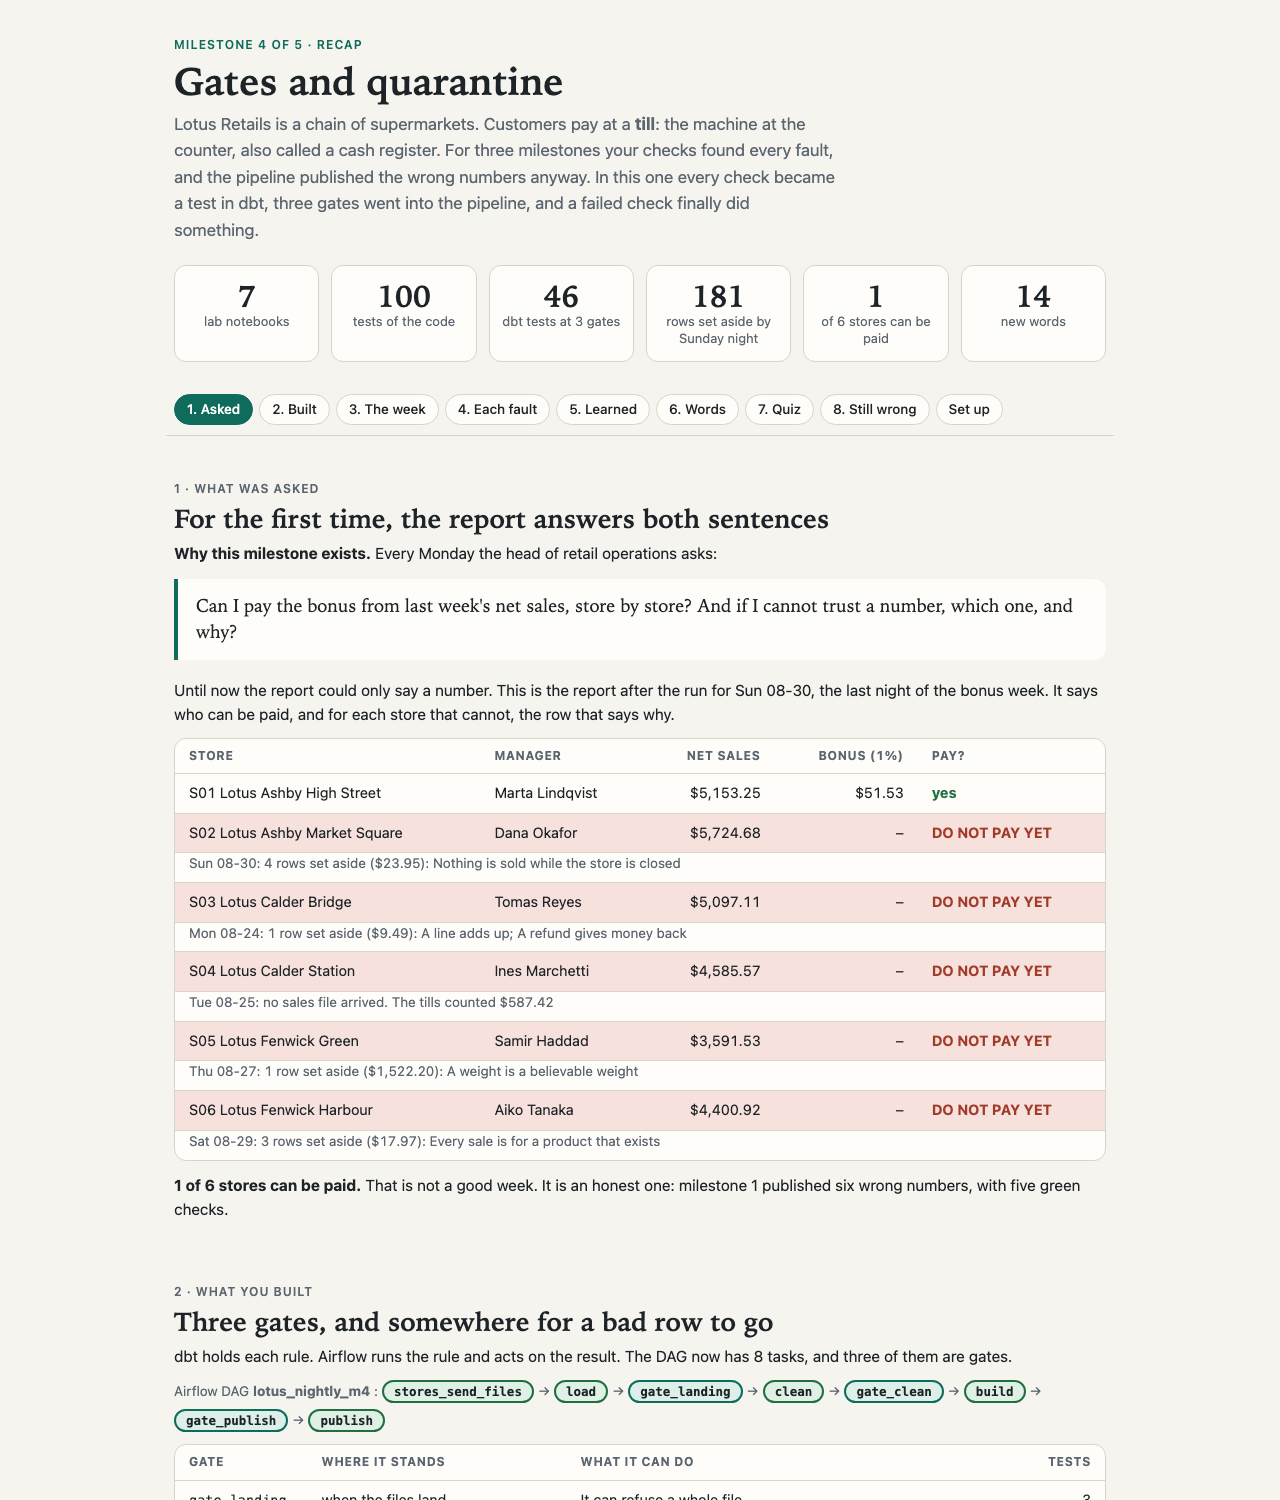 MILESTONE 4 OF 5 · RECAP
Gates and quarantine
Lotus Retails is a chain of supermarkets. Customers pay at a till: the machine at the
counter, also called a cash register. For three milestones your checks found every fault,
and the pipeline published the wrong numbers anyway. In this one every check became
a test in dbt, three gates went into the pipeline, and a failed check finally did
something.
7
lab notebooks
100
tests of the code
46
dbt tests at 3 gates
181
rows set aside by
Sunday night
1
of 6 stores can be
paid
14
new words
1. Asked 2. Built 3. The week 4. Each fault 5. Learned 6. Words 7. Quiz 8. Still wrong Set up
1 · WHAT WAS ASKED
For the first time, the report answers both sentences
Why this milestone exists. Every Monday the head of retail operations asks:
Can I pay the bonus from last week's net sales, store by store? And if I cannot trust a number, which one, and
why?
Until now the report could only say a number. This is the report after the run for Sun 08-30, the last night of the bonus week. It says
who can be paid, and for each store that cannot, the row that says why.
STORE MANAGER NET SALES BONUS (1%) PAY?
S01 Lotus Ashby High Street Marta Lindqvist $5,153.25 $51.53 yes
S02 Lotus Ashby Market Square Dana Okafor $5,724.68 – DO NOT PAY YET
Sun 08-30: 4 rows set aside ($23.95): Nothing is sold while the store is closed
S03 Lotus Calder Bridge Tomas Reyes $5,097.11 – DO NOT PAY YET
Mon 08-24: 1 row set aside ($9.49): A line adds up; A refund gives money back
S04 Lotus Calder Station Ines Marchetti $4,585.57 – DO NOT PAY YET
Tue 08-25: no sales file arrived. The tills counted $587.42
S05 Lotus Fenwick Green Samir Haddad $3,591.53 – DO NOT PAY YET
Thu 08-27: 1 row set aside ($1,522.20): A weight is a believable weight
S06 Lotus Fenwick Harbour Aiko Tanaka $4,400.92 – DO NOT PAY YET
Sat 08-29: 3 rows set aside ($17.97): Every sale is for a product that exists
1 of 6 stores can be paid. That is not a good week. It is an honest one: milestone 1 published six wrong numbers, with five green
checks.
2 · WHAT YOU BUILT
Three gates, and somewhere for a bad row to go
dbt holds each rule. Airflow runs the rule and acts on the result. The DAG now has 8 tasks, and three of them are gates.
Airflow DAG lotus_nightly_m4 : stores_send_files → load → gate_landing → clean → gate_clean → build →
gate_publish → publish
GATE WHERE IT STANDS WHAT IT CAN DO TESTS
gate_landing when the files land It can refuse a whole file 3